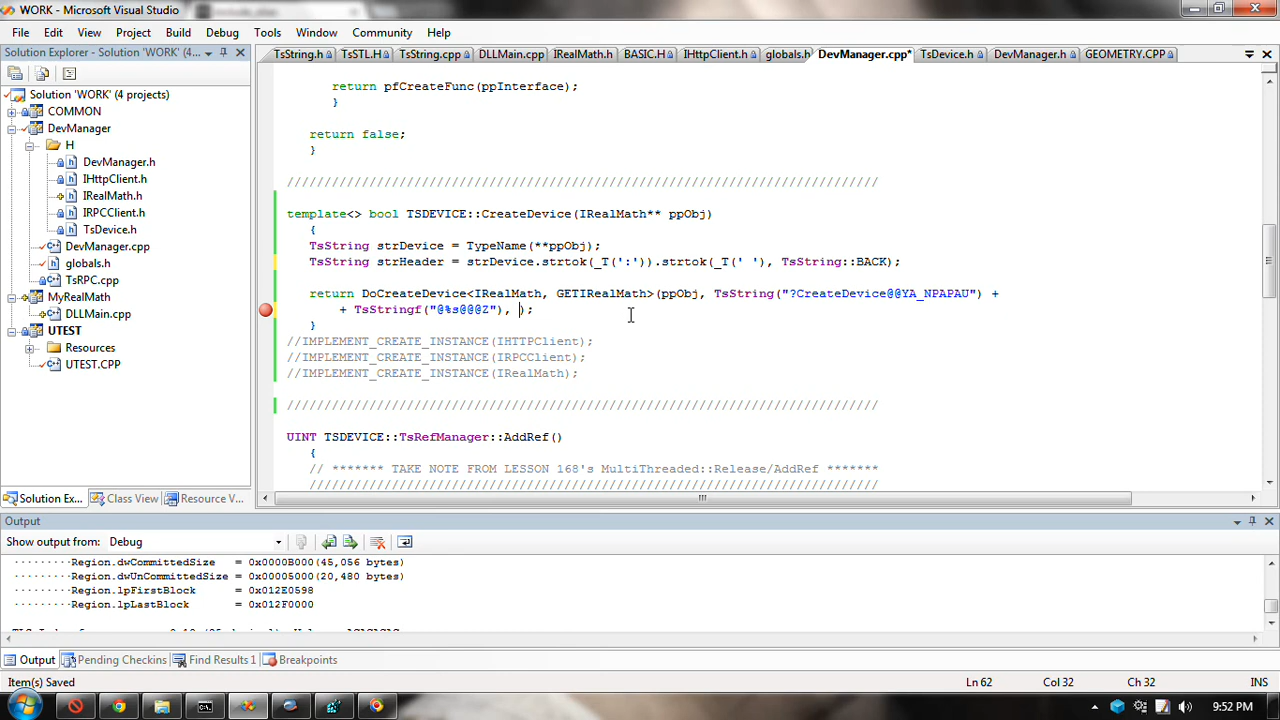 WORK - Microsoft Visual Studio
File Edit View Project Build Debug Tools Window Community Help
Solution Explorer - Solution 'WORK' (4 projects)
TsString.h TsSTL.H TsString.cpp DLLMain.cpp IRealMath.h BASIC.H IHttpClient.h globals.h DevManager.cpp* TsDevice.h DevManager.h GEOMETRY.CPP
Solution 'WORK' (4 projects)
COMMON
DevManager
H
DevManager.h
IHttpClient.h
IRealMath.h
IRPCClient.h
TsDevice.h
DevManager.cpp
globals.h
TsRPC.cpp
MyRealMath
DLLMain.cpp
UTEST
Resources
UTEST.CPP
Solution Ex... Class View Resource V...
return pfCreateFunc(ppInterface);
}
return false;
}
///////////////////////////////////////////////////////////////////////////////
template<> bool TSDEVICE::CreateDevice(IRealMath** ppObj)
{
TsString strDevice = TypeName(**ppObj);
TsString strHeader = strDevice.strtok(_T(':')).strtok(_T(' '), TsString::BACK);
return DoCreateDevice<IRealMath, GETIRealMath>(ppObj, TsString("?CreateDevice@@YA_NPAPAU") +
+ TsStringf("@%s@@@Z"), );
}
//IMPLEMENT_CREATE_INSTANCE(IHTTPClient);
//IMPLEMENT_CREATE_INSTANCE(IRPCClient);
//IMPLEMENT_CREATE_INSTANCE(IRealMath);
///////////////////////////////////////////////////////////////////////////////
UINT TSDEVICE::TsRefManager::AddRef()
{
// ******* TAKE NOTE FROM LESSON 168's MultiThreaded::Release/AddRef *******
///////////////////////////////////////////////////////////////////////////
Output
Show output from: Debug
·········Region.dwCommittedSize = 0x0000B000(45,056 bytes)
·········Region.dwUnCommittedSize = 0x00005000(20,480 bytes)
·········Region.lpFirstBlock = 0x012E0598
·········Region.lpLastBlock = 0x012F0000
Output Pending Checkins Find Results 1 Breakpoints
Item(s) Saved Ln 62 Col 32 Ch 32 INS
9:52 PM